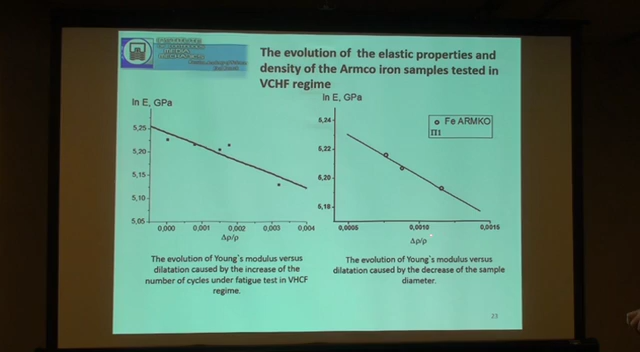 The evolution of the elastic properties and
density of the Armco iron samples tested in
VCHF regime
ln E, GPa
5,25
5,20
5,15
5,10
5,05
0,000 0,001 0,002 0,003 0,004
Δρ/ρ
The evolution of Young`s modulus versus
dilatation caused by the increase of the
number of cycles under fatigue test in VHCF
regime.
ln E, GPa
5,24
5,22
5,20
5,18
Fe ARMKO
0,0005 0,0010 0,0015
Δρ/ρ
The evolution of Young`s modulus versus
dilatation caused by the decrease of the sample
diameter.
23